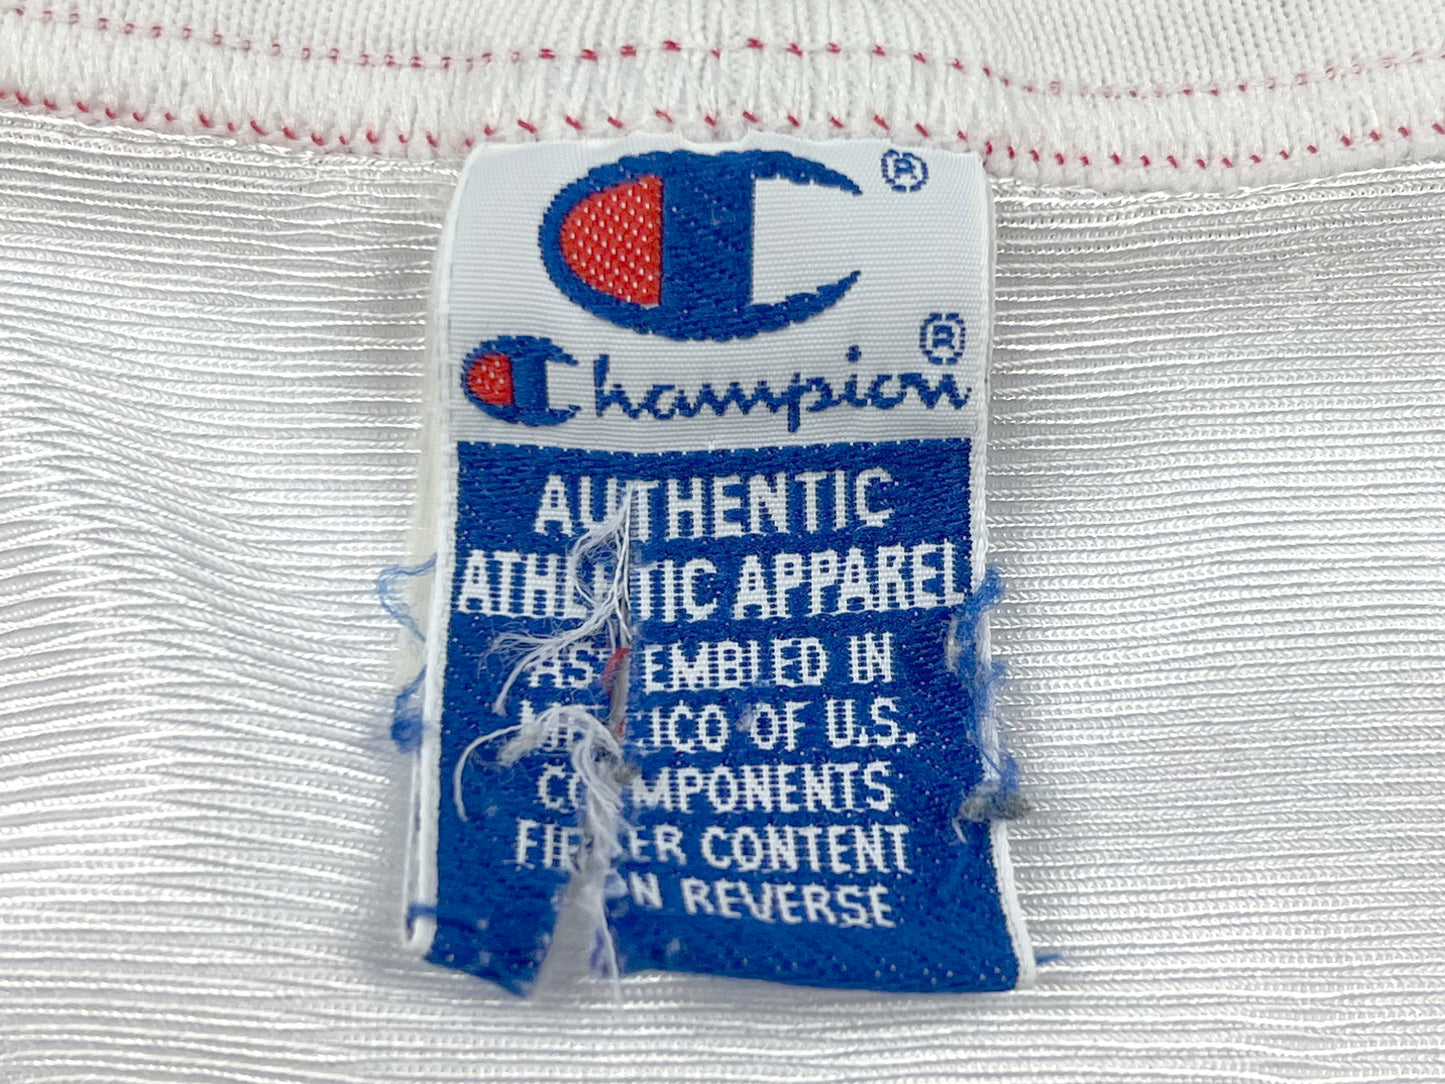 ®
Champion®
AUTHENTIC
ATHLETIC APPAREL
ASSEMBLED IN
MEXICO OF U.S.
COMPONENTS
FIBER CONTENT
ON REVERSE